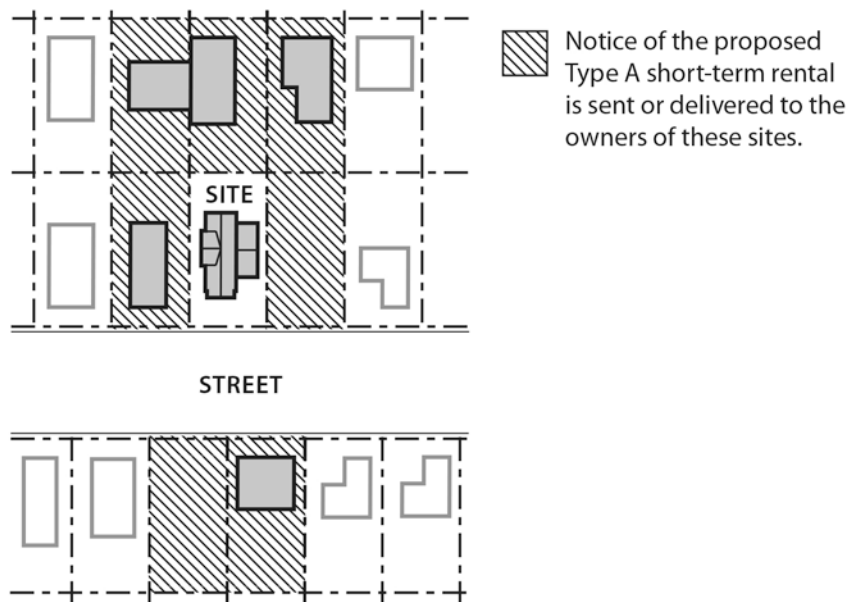 Notice of the proposed
Type A short-term rental
is sent or delivered to the
owners of these sites.
SITE
STREET